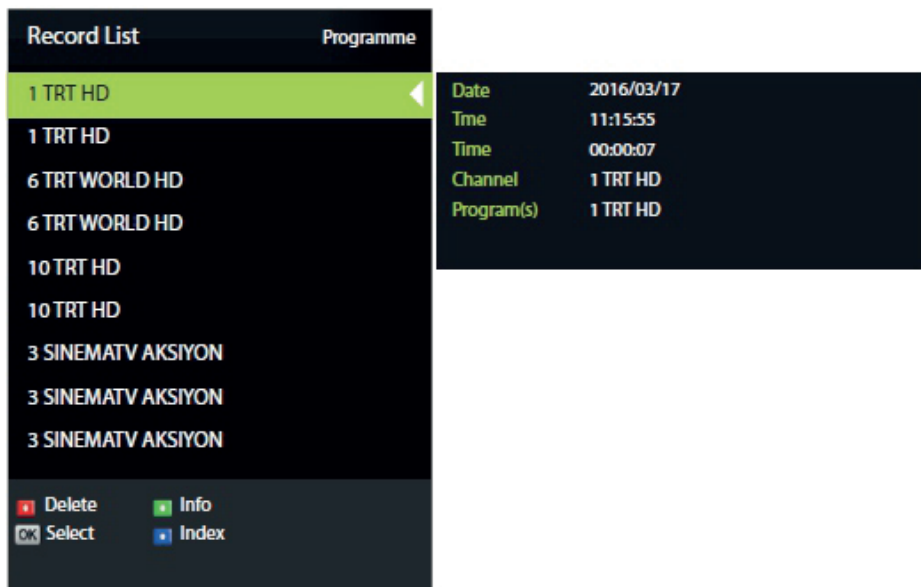 Record List Programme
1 TRT HD
1 TRT HD
6 TRT WORLD HD
6 TRT WORLD HD
10 TRT HD
10 TRT HD
3 SINEMATV AKSIYON
3 SINEMATV AKSIYON
3 SINEMATV AKSIYON
Delete Info
OK Select Index
Date 2016/03/17
Tme 11:15:55
Time 00:00:07
Channel 1 TRT HD
Program(s) 1 TRT HD